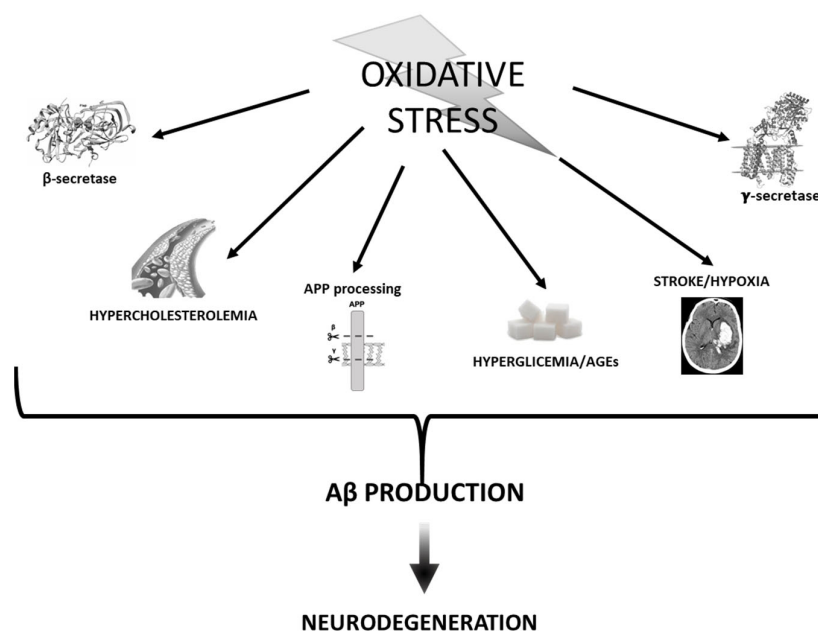 OXIDATIVE
STRESS
β-secretase
γ-secretase
HYPERCHOLESTEROLEMIA
APP processing
APP
β
γ
HYPERGLICEMIA/AGEs
STROKE/HYPOXIA
Aβ PRODUCTION
NEURODEGENERATION